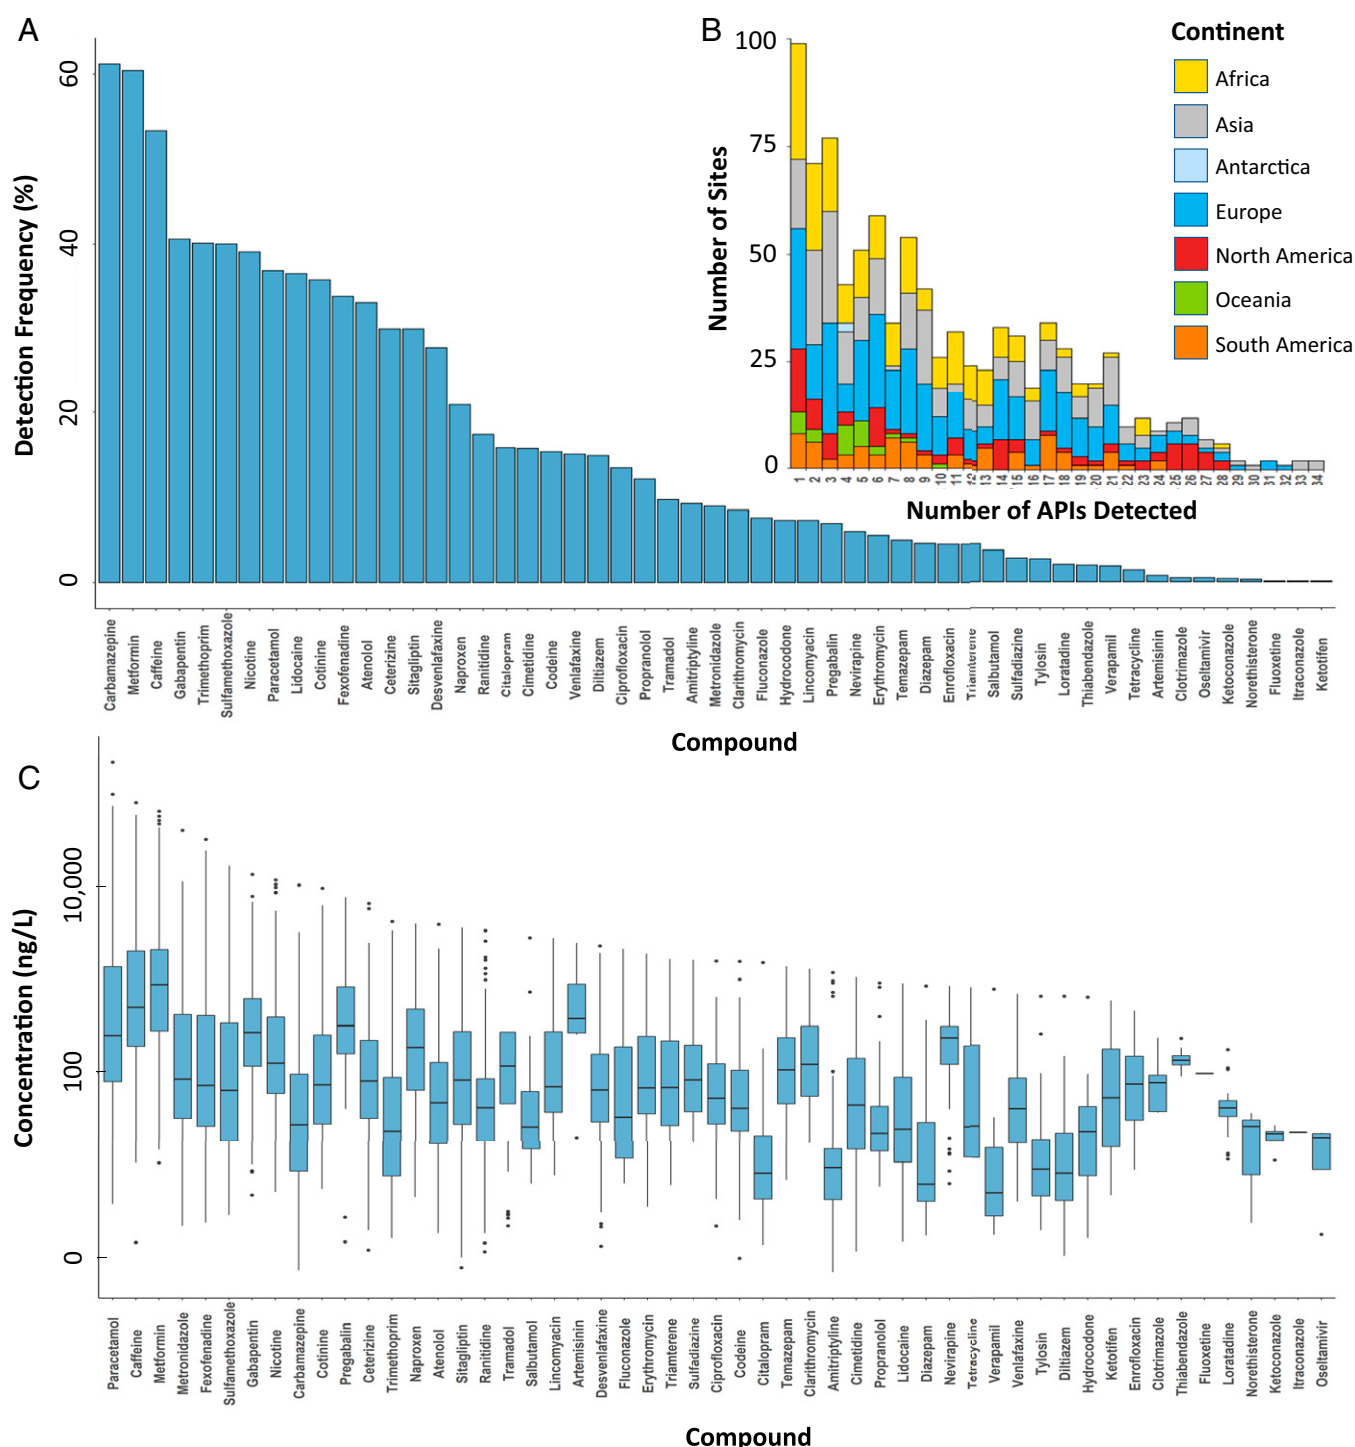 A
Detection Frequency (%)
60
40
20
0
Carbamazepine
Metformin
Caffeine
Gabapentin
Trimethoprim
Sulfamethoxazole
Nicotine
Paracetamol
Lidocaine
Cotinine
Fexofenadine
Atenolol
Ceterizine
Sitagliptin
Desvenlafaxine
Naproxen
Ranitidine
Citalopram
Cimetidine
Codeine
Venlafaxine
Diltiazem
Ciprofloxacin
Propranolol
Tramadol
Amitriptyline
Metronidazole
Clarithromycin
Fluconazole
Hydrocodone
Lincomyacin
Pregabalin
Nevirapine
Erythromycin
Temazepam
Diazepam
Enrofloxacin
Triamterene
Salbutamol
Sulfadiazine
Tylosin
Loratadine
Thiabendazole
Verapamil
Tetracycline
Artemisinin
Clotrimazole
Oseltamivir
Ketoconazole
Norethisterone
Fluoxetine
Itraconazole
Ketotifen
Compound
B
Number of Sites
100
75
50
25
0
1
2
3
4
5
6
7
8
9
10
11
12
13
14
15
16
17
18
19
20
21
22
23
24
25
26
27
28
29
30
31
32
33
34
Number of APIs Detected
Continent
Africa
Asia
Antarctica
Europe
North America
Oceania
South America
C
Concentration (ng/L)
10,000
100
0
Paracetamol
Caffeine
Metformin
Metronidazole
Fexofenadine
Sulfamethoxazole
Gabapentin
Nicotine
Carbamazepine
Cotinine
Pregabalin
Ceterizine
Trimethoprim
Naproxen
Atenolol
Sitagliptin
Ranitidine
Tramadol
Salbutamol
Lincomyacin
Artemisinin
Desvenlafaxine
Fluconazole
Erythromycin
Triamterene
Sulfadiazine
Ciprofloxacin
Codeine
Citalopram
Temazepam
Clarithromycin
Amitriptyline
Cimetidine
Propranolol
Lidocaine
Diazepam
Nevirapine
Tetracycline
Verapamil
Venlafaxine
Tylosin
Diltiazem
Hydrocodone
Ketotifen
Enrofloxacin
Clotrimazole
Thiabendazole
Fluoxetine
Loratadine
Norethisterone
Ketoconazole
Itraconazole
Oseltamivir
Compound